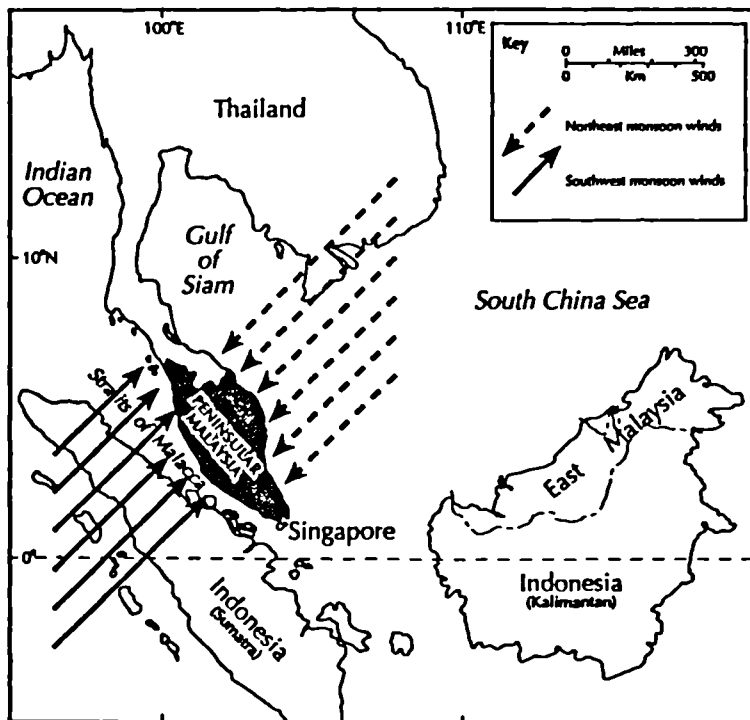 100°E
110°E
Key
0 Miles 300
0 Km 500
Northeast monsoon winds
Southwest monsoon winds
Thailand
Indian
Ocean
Gulf
of
Siam
10°N
South China Sea
Straits of Malacca
PENINSULAR
MALAYSIA
East Malaysia
Singapore
0°
Indonesia
(Sumatra)
Indonesia
(Kalimantan)